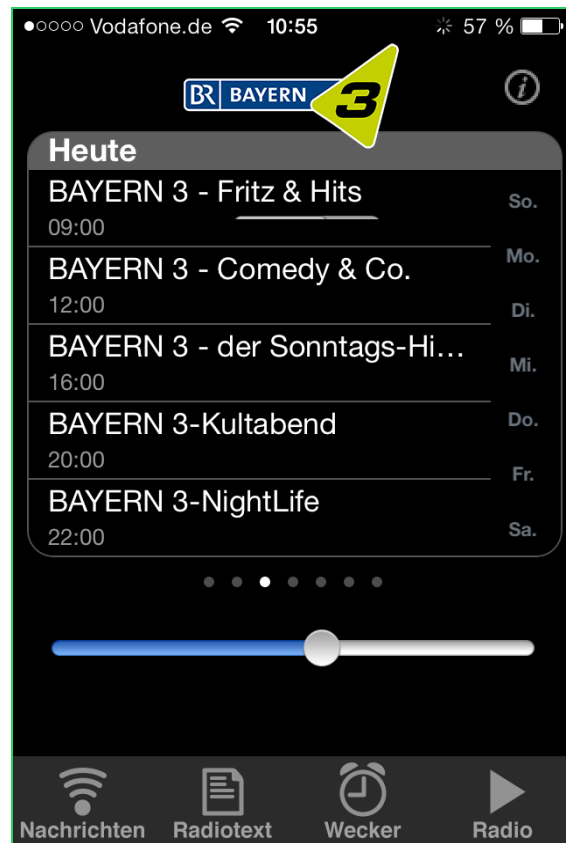 Vodafone.de 10:55 57 %
BR BAYERN 3
i
Heute
BAYERN 3 - Fritz & Hits
09:00
So.
BAYERN 3 - Comedy & Co.
12:00
Mo.
Di.
BAYERN 3 - der Sonntags-Hi...
16:00
Mi.
BAYERN 3-Kultabend
20:00
Do.
Fr.
BAYERN 3-NightLife
22:00
Sa.
Nachrichten Radiotext Wecker Radio